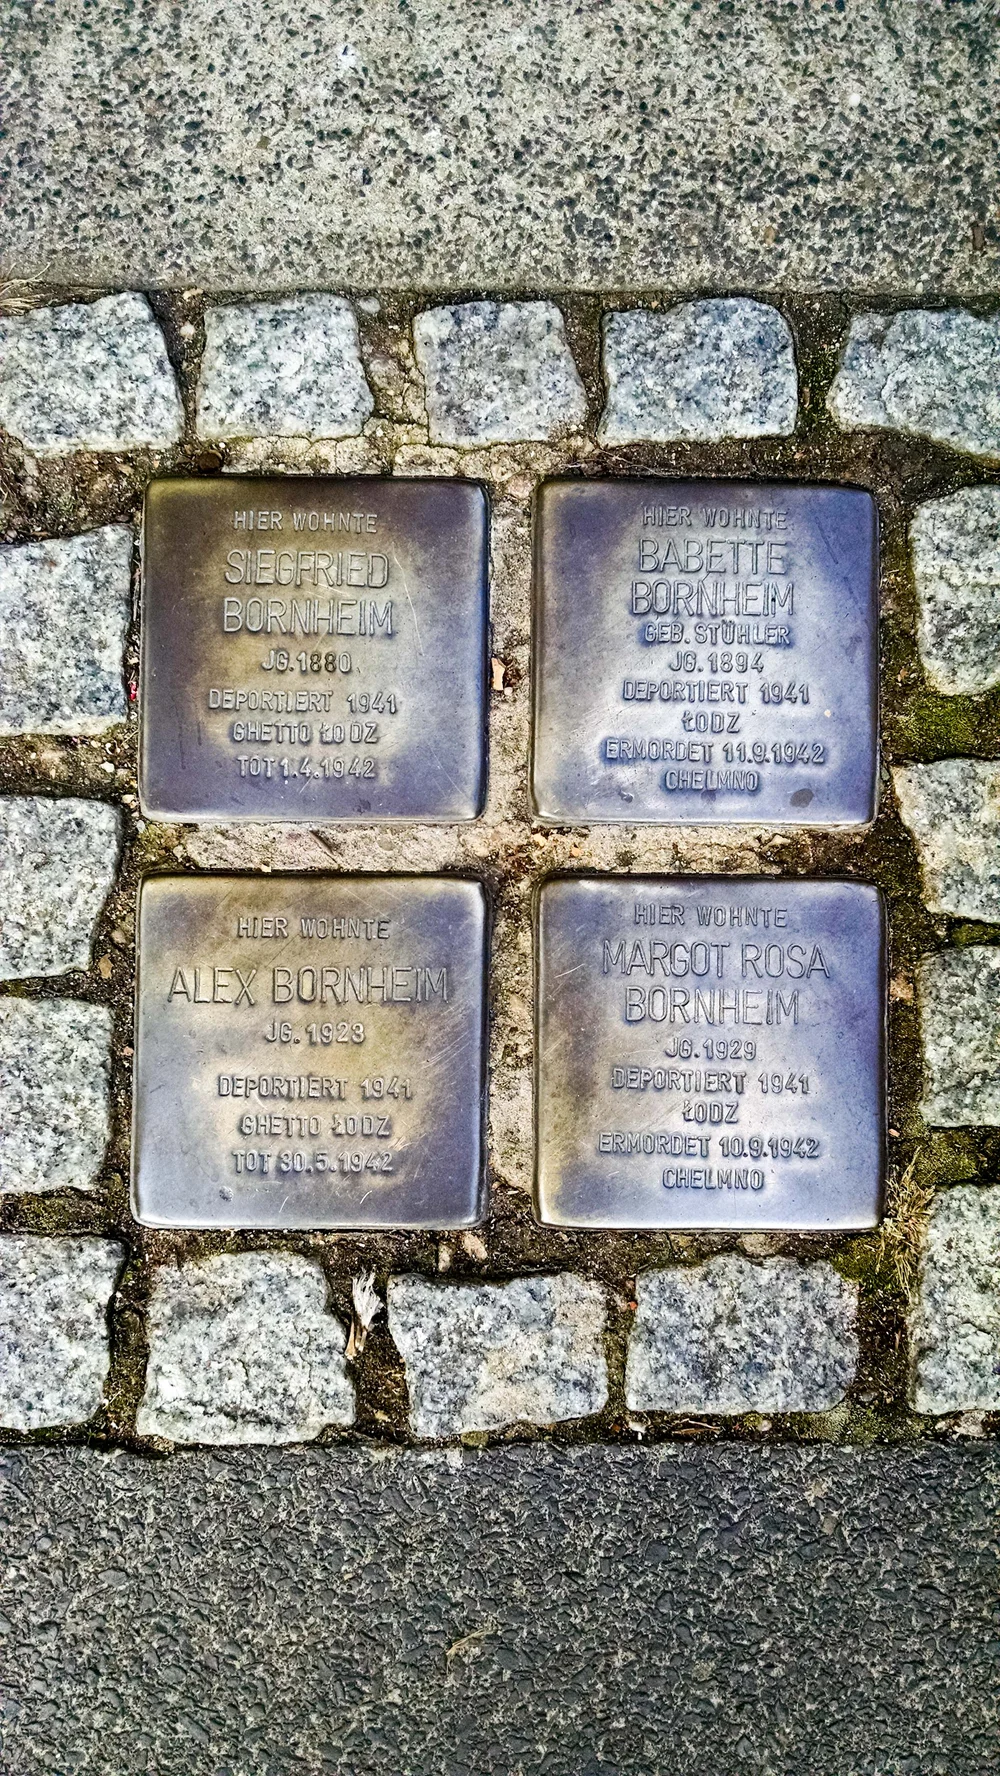 HIER WOHNTE
SIEGFRIED
BORNHEIM
JG. 1880
DEPORTIERT 1941
GHETTO ŁODZ
TOT 1.4.1942
HIER WOHNTE
BABETTE
BORNHEIM
GEB. STÜHLER
JG. 1894
DEPORTIERT 1941
ŁODZ
ERMORDET 11.9.1942
CHELMNO
HIER WOHNTE
ALEX BORNHEIM
JG. 1923
DEPORTIERT 1941
GHETTO ŁODZ
TOT 30.5.1942
HIER WOHNTE
MARGOT ROSA
BORNHEIM
JG. 1929
DEPORTIERT 1941
ŁODZ
ERMORDET 10.9.1942
CHELMNO